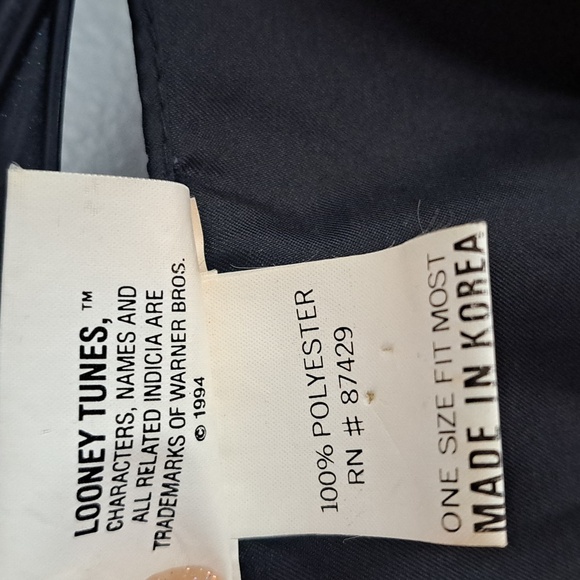 LOONEY TUNES,™
CHARACTERS, NAMES AND
ALL RELATED INDICIA ARE
TRADEMARKS OF WARNER BROS.
© 1994
100% POLYESTER
RN # 87429
ONE SIZE FIT MOST
MADE IN KOREA